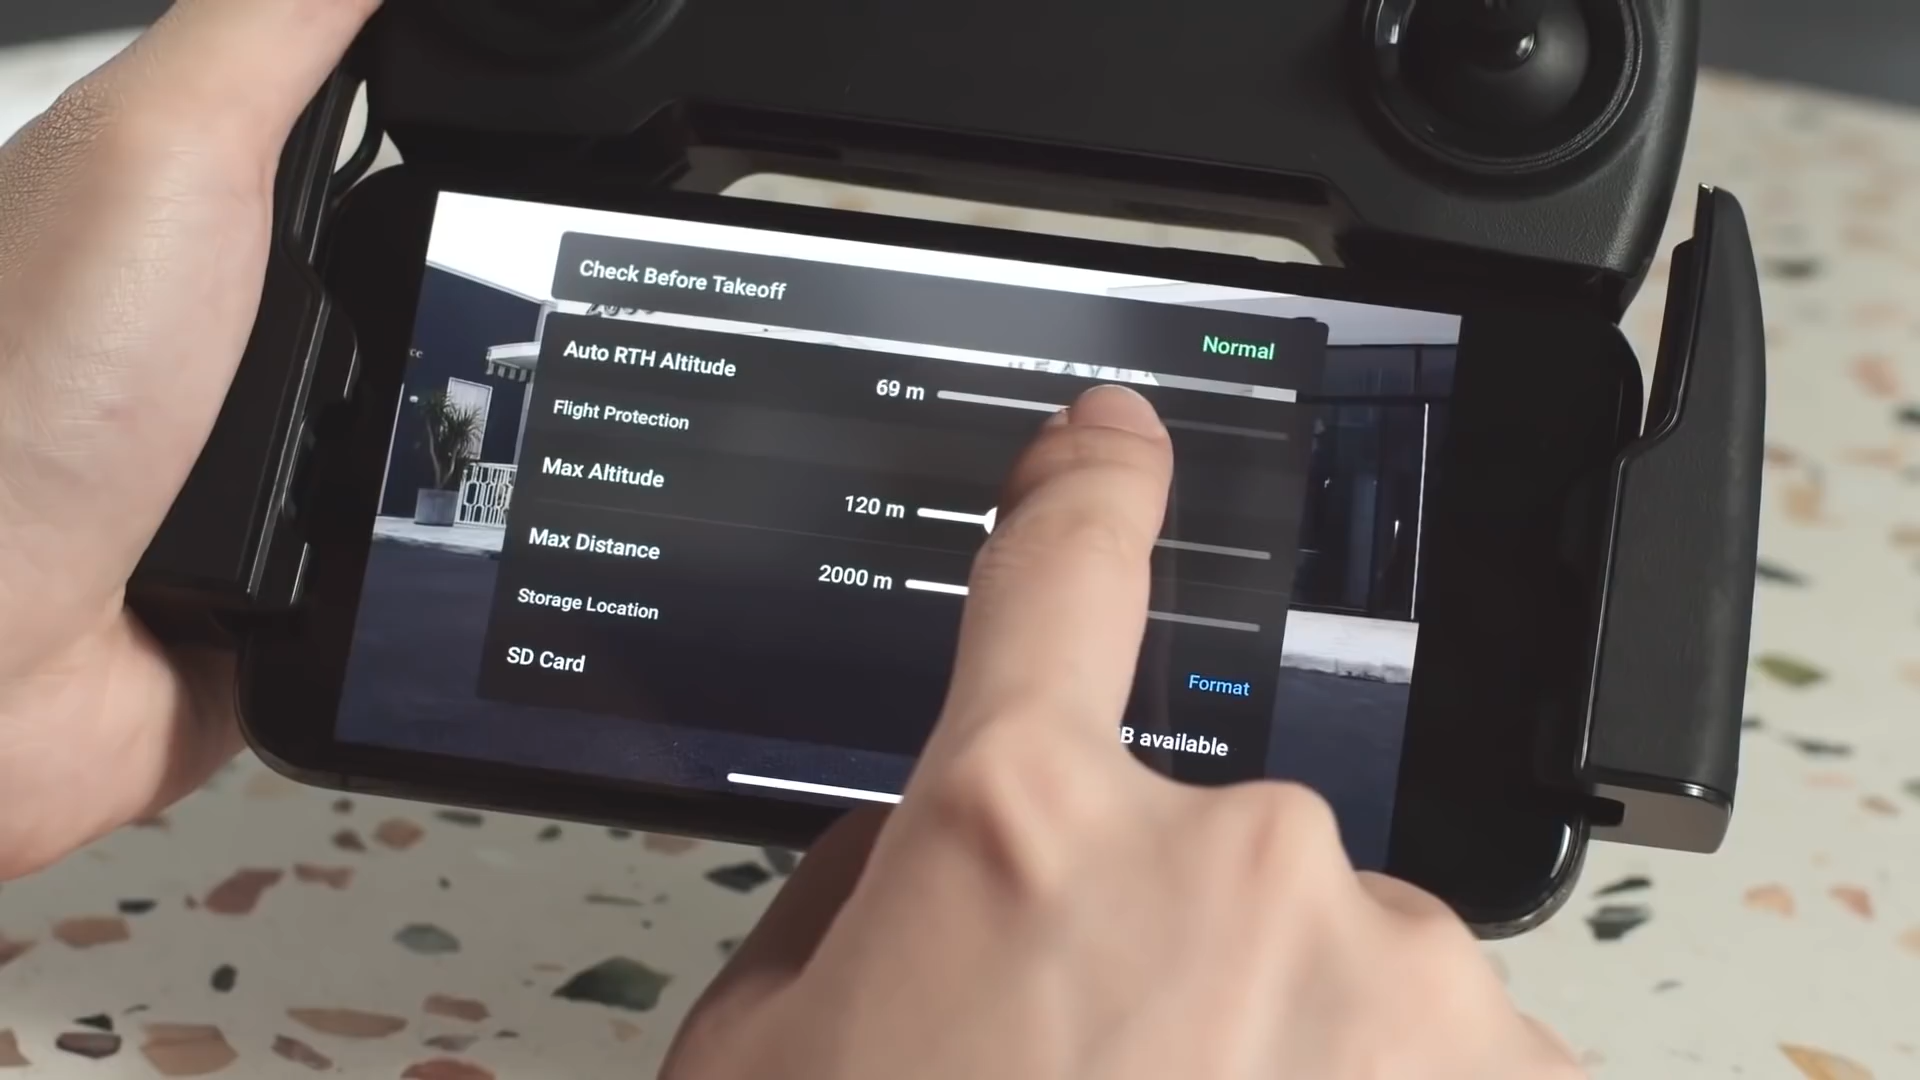 Check Before Takeoff
Normal
Auto RTH Altitude
69 m
Flight Protection
Max Altitude
120 m
Max Distance
2000 m
Storage Location
SD Card
Format
B available